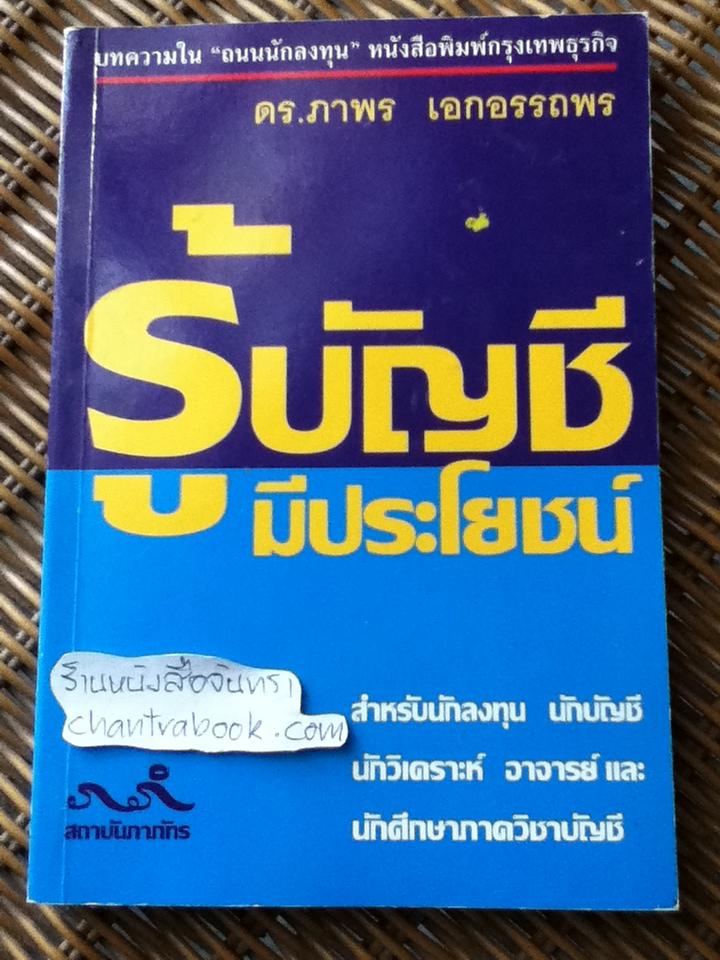 บทความใน “ถนนนักลงทุน” หนังสือพิมพ์กรุงเทพธุรกิจ
ดร.ภาพร เอกอรรถพร
รู้บัญชี
มีประโยชน์
ร้านหนังสือจันทรา
chantrabook.com
สำหรับนักลงทุน นักบัญชี
นักวิเคราะห์ อาจารย์ และ
นักศึกษาภาควิชาบัญชี
สถาบันภาภัทร